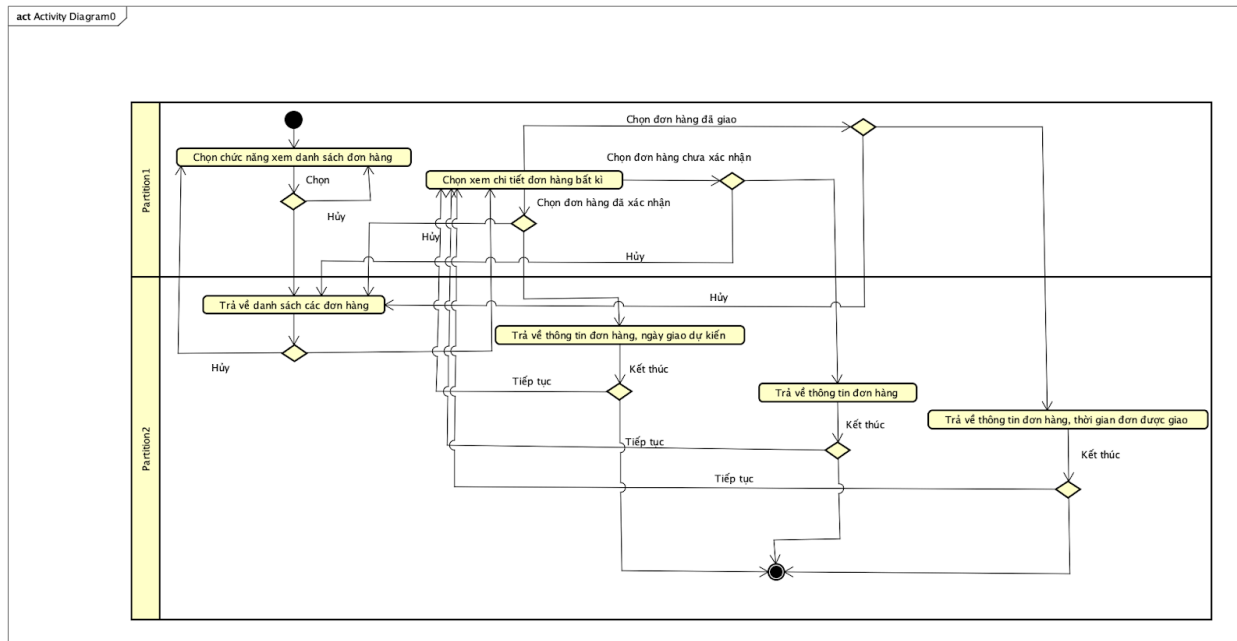 act Activity Diagram0
Partition1
Chọn chức năng xem danh sách đơn hàng
Chọn
Hủy
Chọn xem chi tiết đơn hàng bất kì
Chọn đơn hàng đã giao
Chọn đơn hàng chưa xác nhận
Chọn đơn hàng đã xác nhận
Hủy
Hủy
Partition2
Trả về danh sách các đơn hàng
Hủy
Hủy
Trả về thông tin đơn hàng, ngày giao dự kiến
Kết thúc
Tiếp tục
Trả về thông tin đơn hàng
Kết thúc
Tiếp tục
Trả về thông tin đơn hàng, thời gian đơn được giao
Kết thúc
Tiếp tục